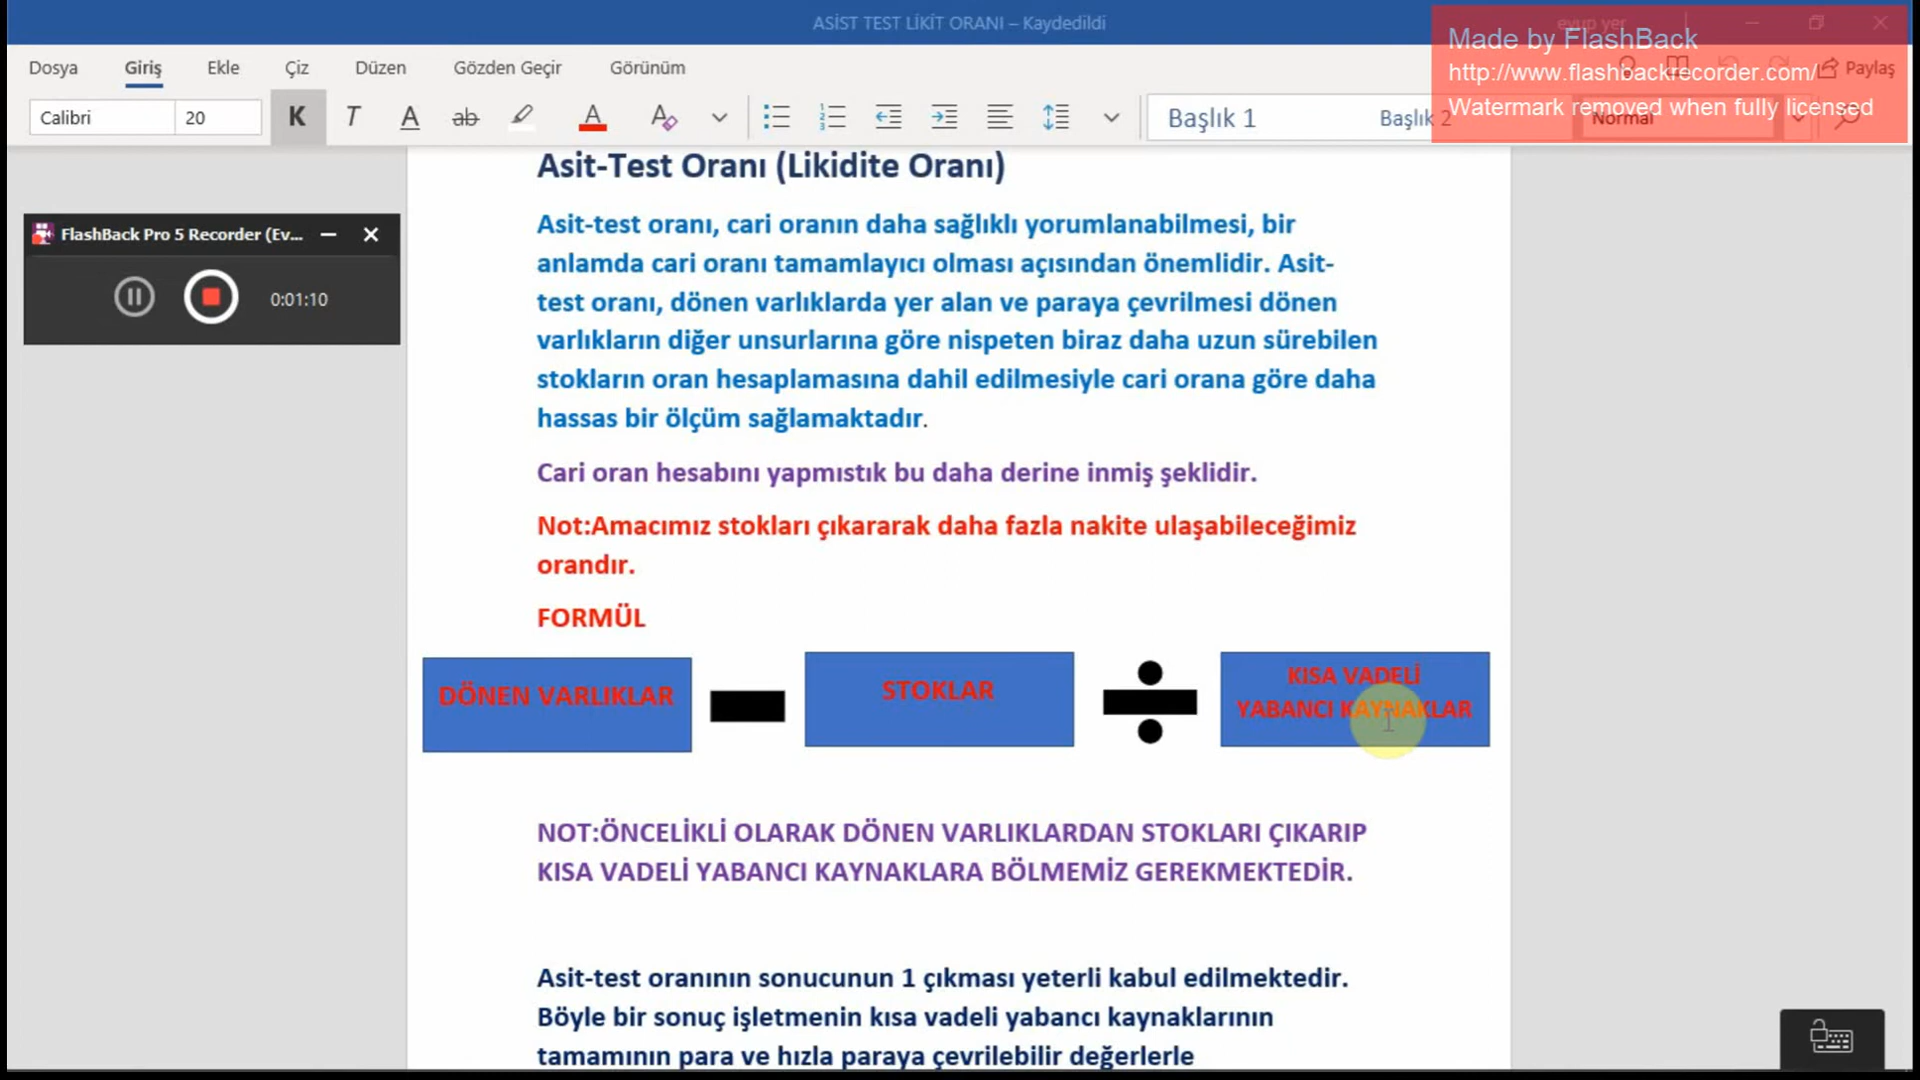 ASİST TEST LİKİT ORANI – Kaydedildi
eyup yer
Made by FlashBack
http://www.flashbackrecorder.com/
Watermark removed when fully licensed
Dosya Giriş Ekle Çiz Düzen Gözden Geçir Görünüm Paylaş
Calibri 20 K T A ab A A Başlık 1 Başlık 2 Normal
FlashBack Pro 5 Recorder (Ev...
0:01:10
Asit-Test Oranı (Likidite Oranı)
Asit-test oranı, cari oranın daha sağlıklı yorumlanabilmesi, bir
anlamda cari oranı tamamlayıcı olması açısından önemlidir. Asit-
test oranı, dönen varlıklarda yer alan ve paraya çevrilmesi dönen
varlıkların diğer unsurlarına göre nispeten biraz daha uzun sürebilen
stokların oran hesaplamasına dahil edilmesiyle cari orana göre daha
hassas bir ölçüm sağlamaktadır.
Cari oran hesabını yapmıstık bu daha derine inmiş şeklidir.
Not:Amacımız stokları çıkararak daha fazla nakite ulaşabileceğimiz
orandır.
FORMÜL
DÖNEN VARLIKLAR
STOKLAR
KISA VADELİ
YABANCI KAYNAKLAR
NOT:ÖNCELİKLİ OLARAK DÖNEN VARLIKLARDAN STOKLARI ÇIKARIP
KISA VADELİ YABANCI KAYNAKLARA BÖLMEMİZ GEREKMEKTEDİR.
Asit-test oranının sonucunun 1 çıkması yeterli kabul edilmektedir.
Böyle bir sonuç işletmenin kısa vadeli yabancı kaynaklarının
tamamının para ve hızla paraya çevrilebilir değerlerle